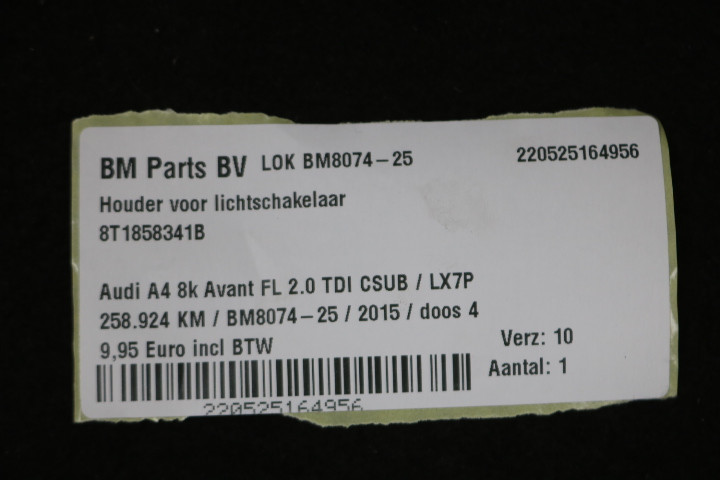 BM Parts BV LOK BM8074-25 220525164956
Houder voor lichtschakelaar
8T1858341B
Audi A4 8k Avant FL 2.0 TDI CSUB / LX7P
258.924 KM / BM8074-25 / 2015 / doos 4
Verz: 10
9,95 Euro incl BTW
Aantal: 1
220525164956